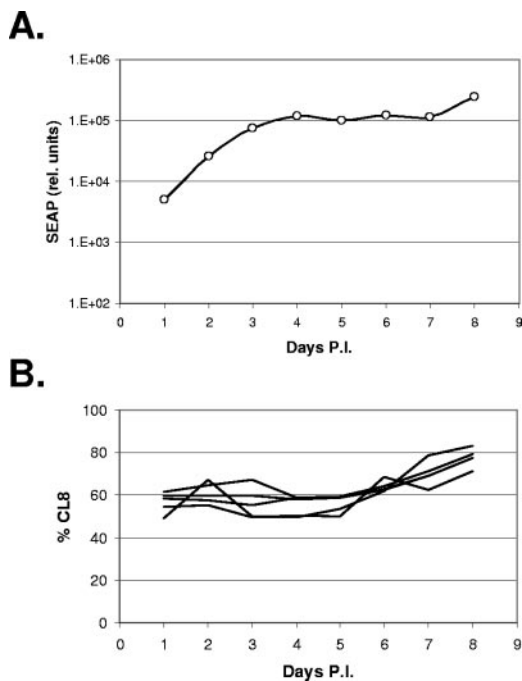 A.
1.E+06
1.E+05
1.E+04
1.E+03
1.E+02
SEAP (rel. units)
0 1 2 3 4 5 6 7 8 9
Days P.I.
B.
100
80
60
40
20
0
% CL8
0 1 2 3 4 5 6 7 8 9
Days P.I.